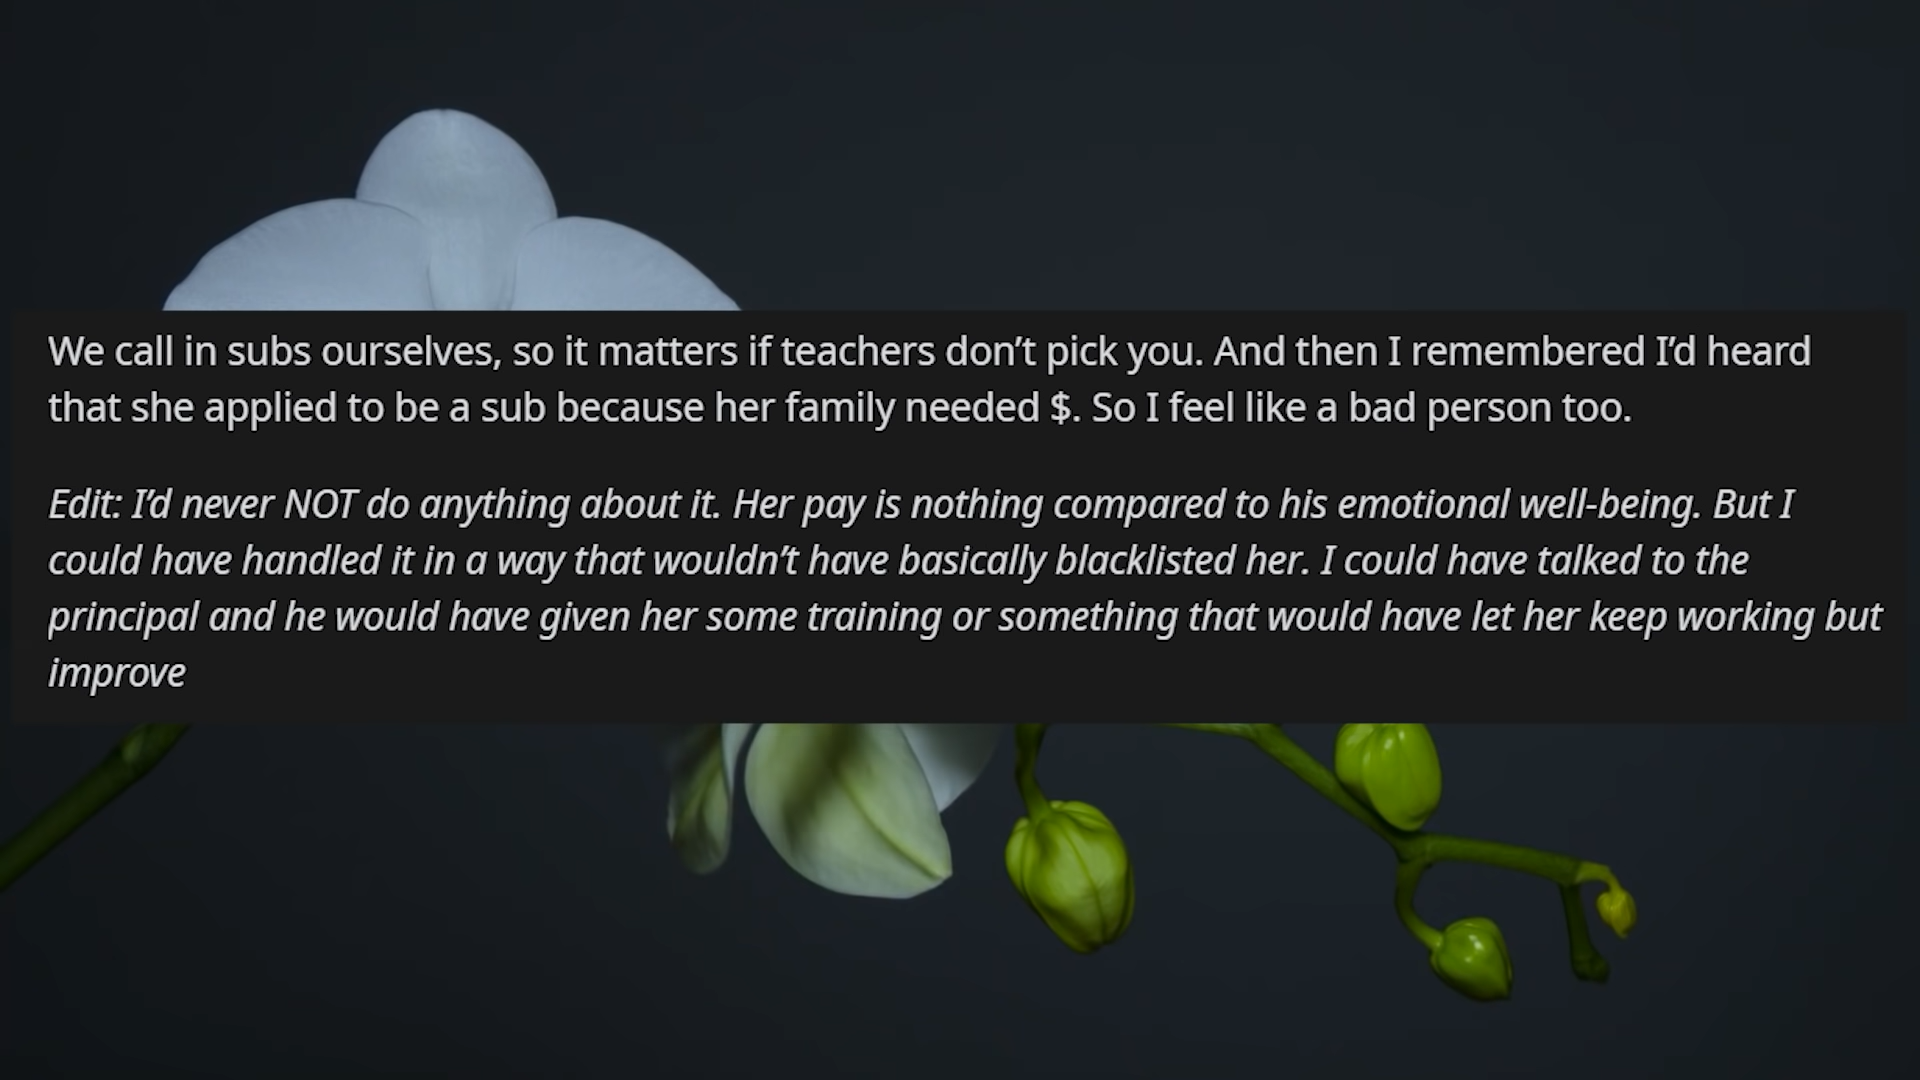 We call in subs ourselves, so it matters if teachers don’t pick you. And then I remembered I’d heard
that she applied to be a sub because her family needed $. So I feel like a bad person too.
Edit: I’d never NOT do anything about it. Her pay is nothing compared to his emotional well-being. But I
could have handled it in a way that wouldn’t have basically blacklisted her. I could have talked to the
principal and he would have given her some training or something that would have let her keep working but
improve